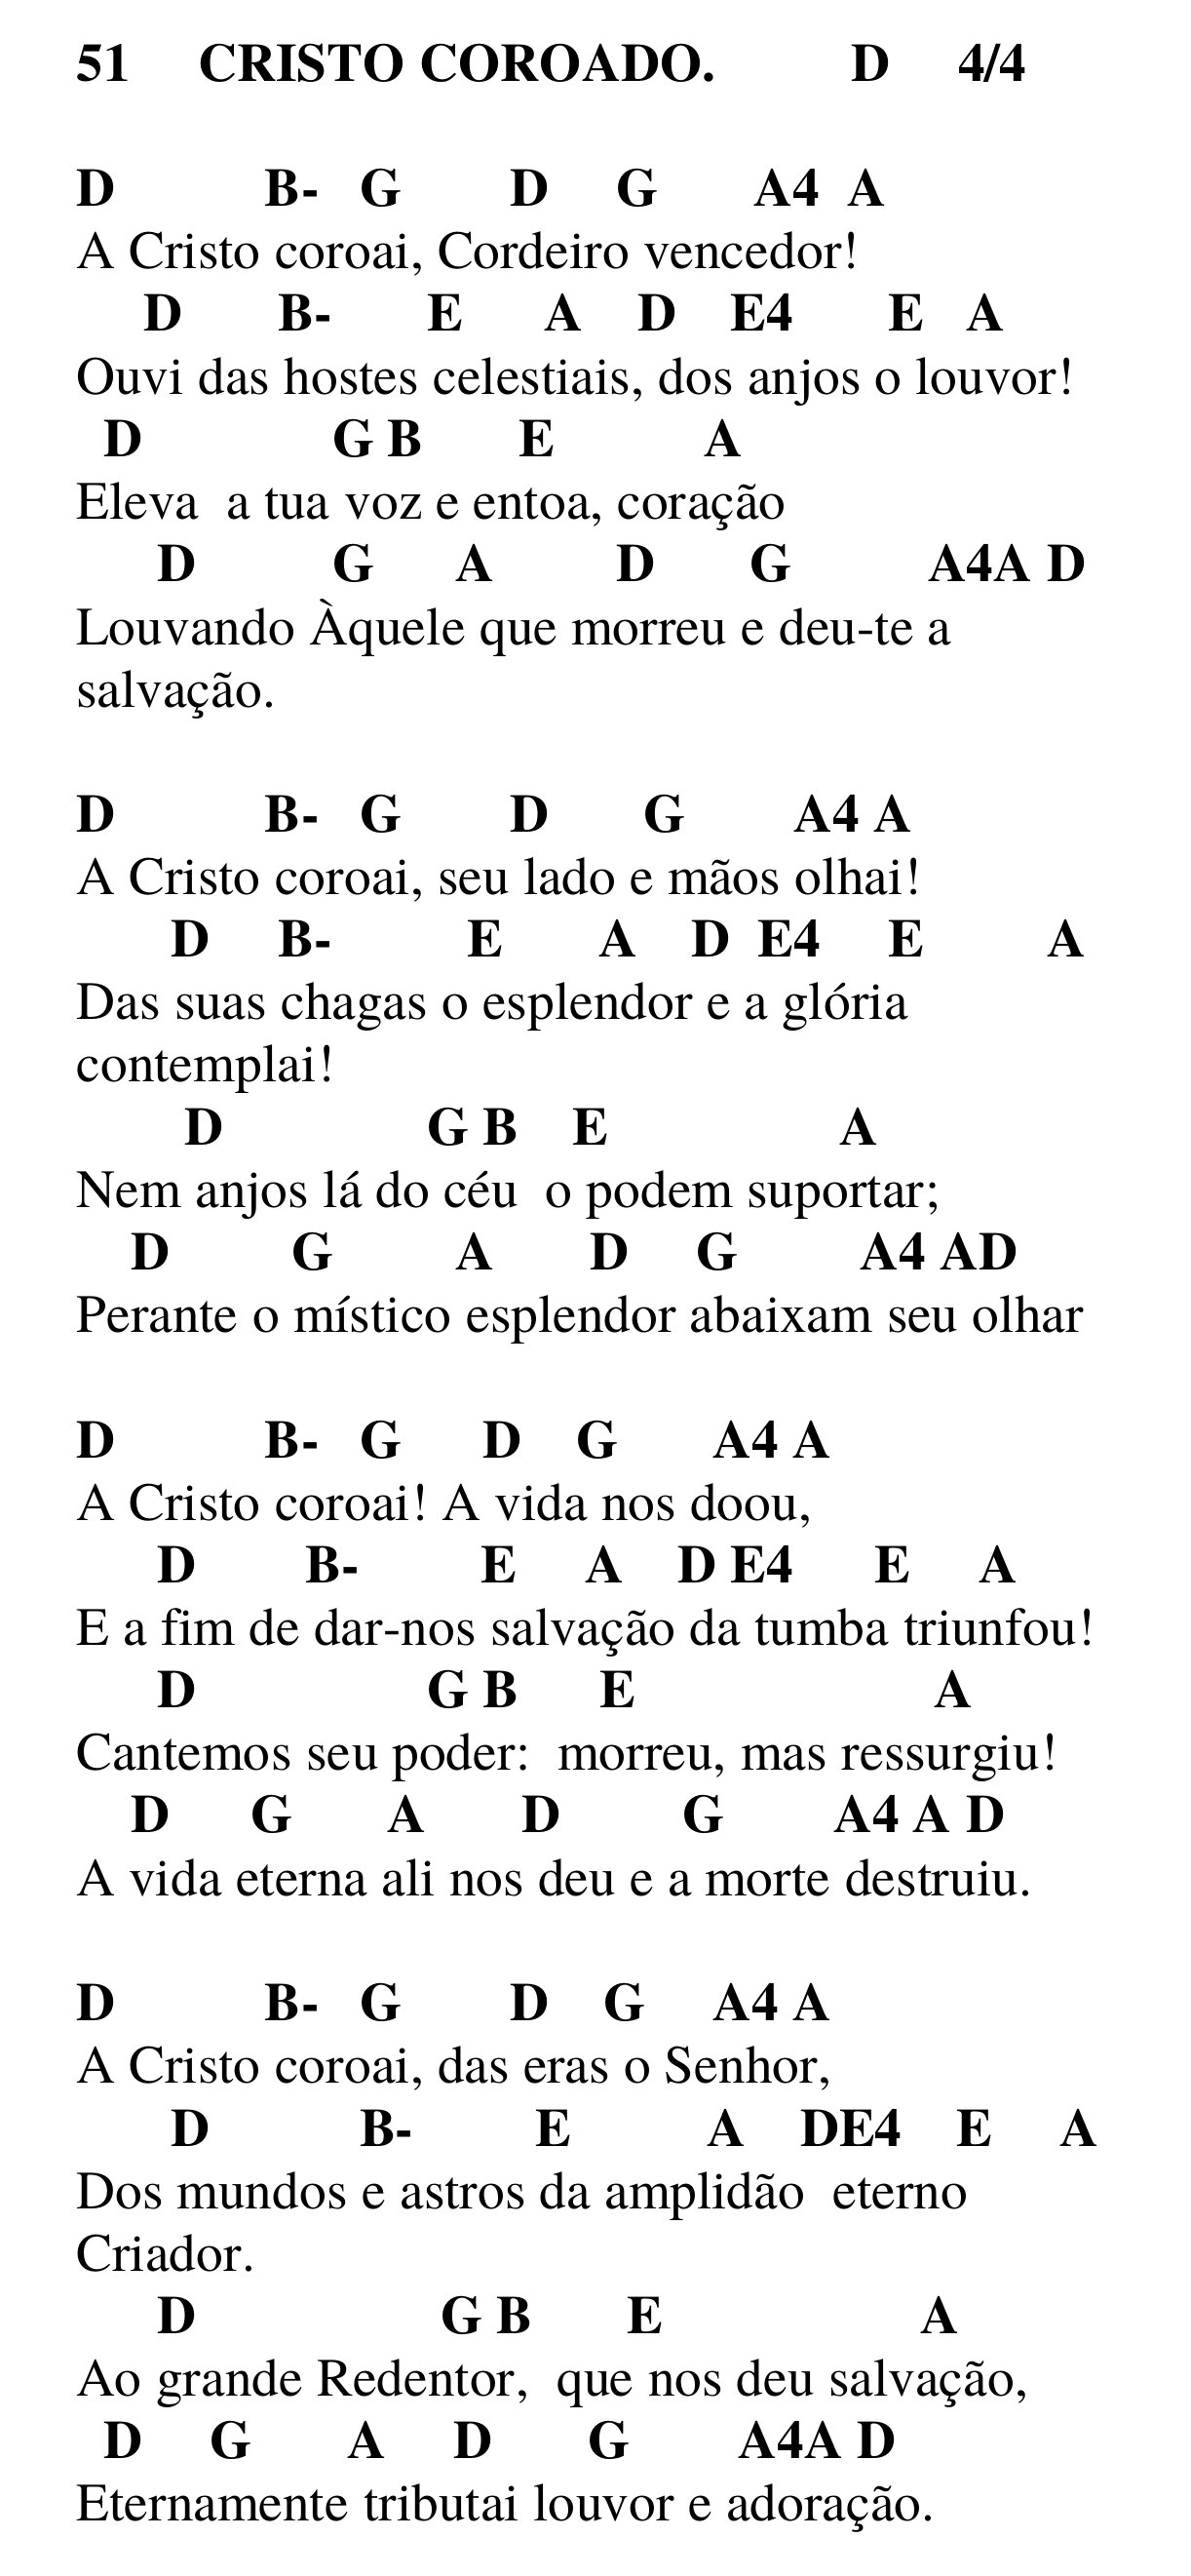 51 CRISTO COROADO. D 4/4
D B- G D G A4 A
A Cristo coroai, Cordeiro vencedor!
D B- E A D E4 E A
Ouvi das hostes celestiais, dos anjos o louvor!
D G B E A
Eleva a tua voz e entoa, coração
D G A D G A4A D
Louvando Àquele que morreu e deu-te a
salvação.
D B- G D G A4 A
A Cristo coroai, seu lado e mãos olhai!
D B- E A D E4 E A
Das suas chagas o esplendor e a glória
contemplai!
D G B E A
Nem anjos lá do céu o podem suportar;
D G A D G A4 AD
Perante o místico esplendor abaixam seu olhar
D B- G D G A4 A
A Cristo coroai! A vida nos doou,
D B- E A D E4 E A
E a fim de dar-nos salvação da tumba triunfou!
D G B E A
Cantemos seu poder: morreu, mas ressurgiu!
D G A D G A4 A D
A vida eterna ali nos deu e a morte destruiu.
D B- G D G A4 A
A Cristo coroai, das eras o Senhor,
D B- E A DE4 E A
Dos mundos e astros da amplidão eterno
Criador.
D G B E A
Ao grande Redentor, que nos deu salvação,
D G A D G A4A D
Eternamente tributai louvor e adoração.